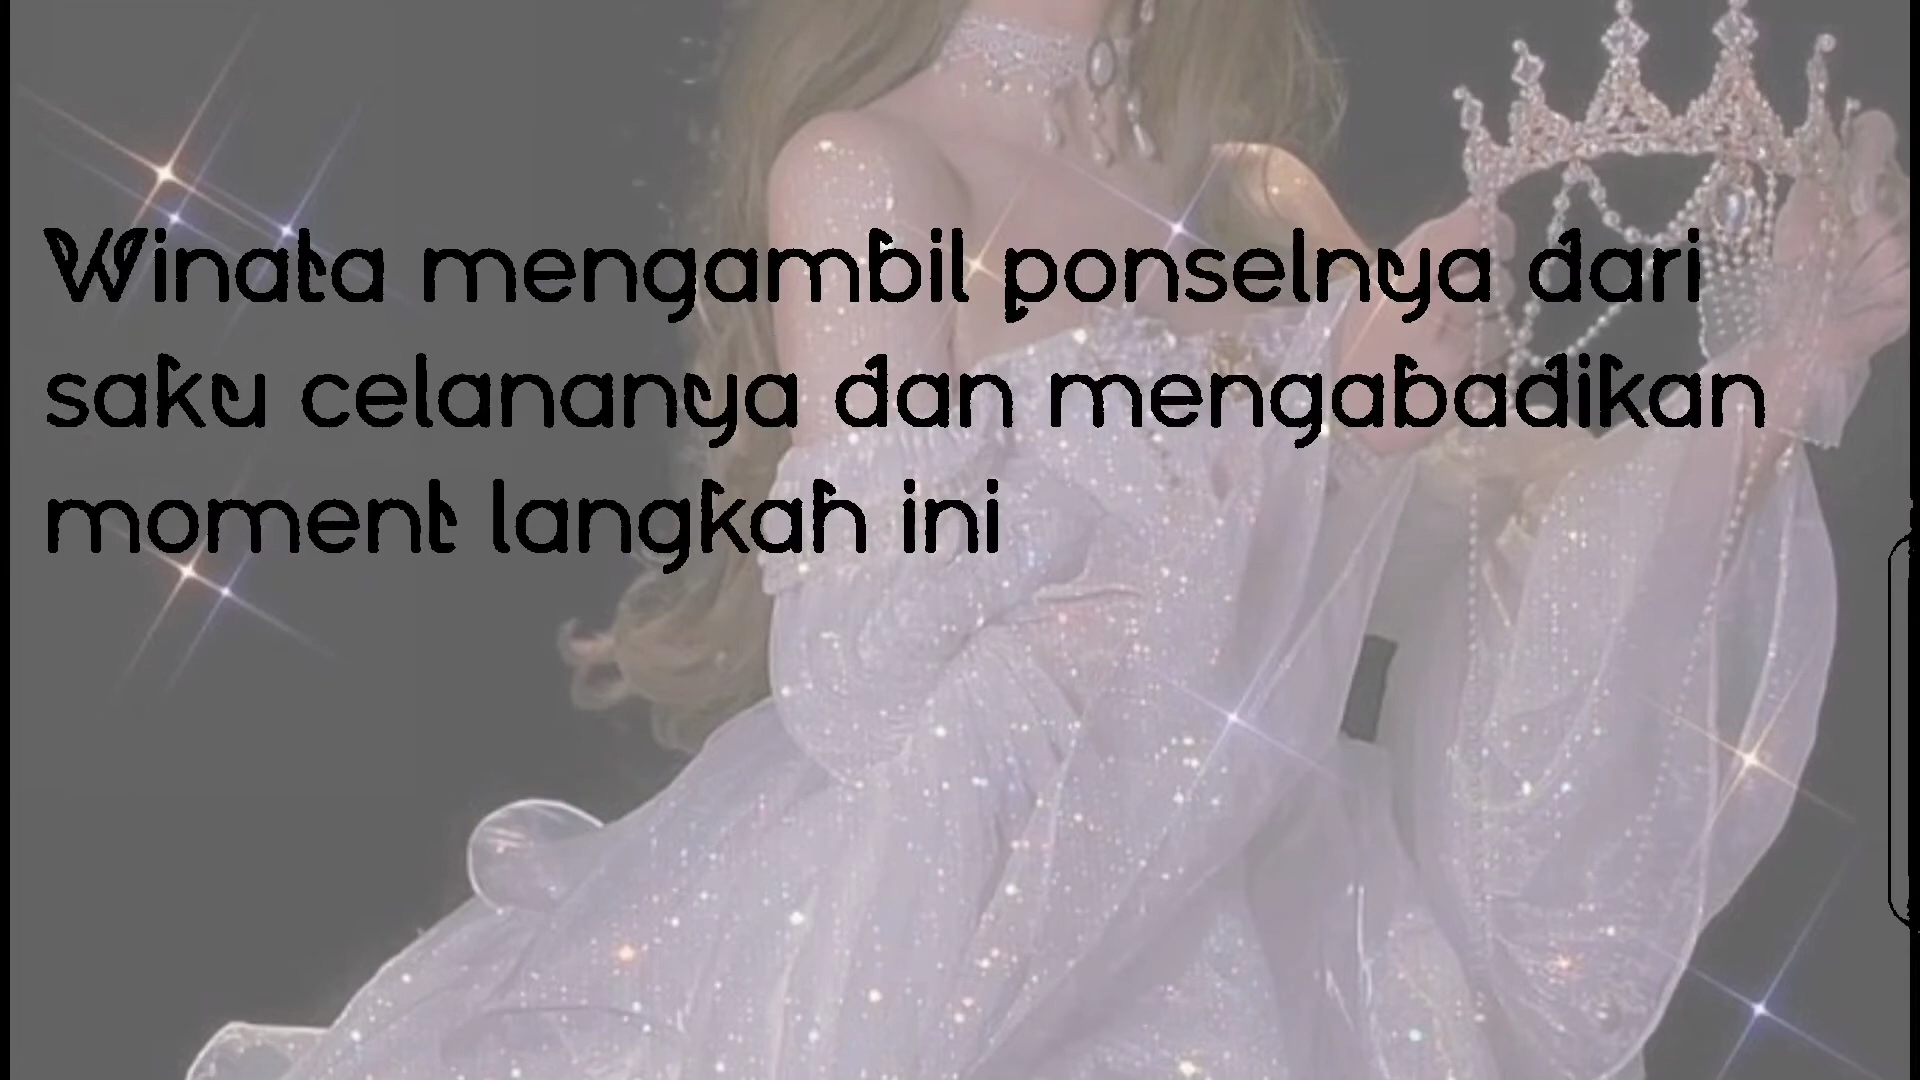 Winata mengambil ponselnya dari
saku celananya dan mengabadikan
moment langkah ini